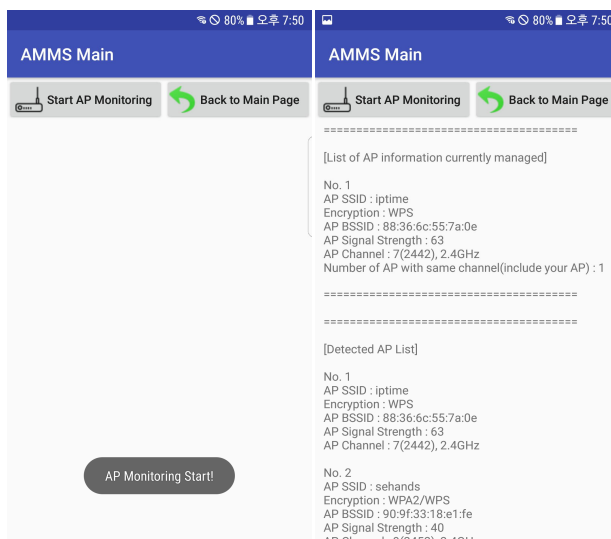 80% 오후 7:50
AMMS Main
Start AP Monitoring
Back to Main Page
AP Monitoring Start!
80% 오후 7:50
AMMS Main
Start AP Monitoring
Back to Main Page
=======================================
[List of AP information currently managed]
No. 1
AP SSID : iptime
Encryption : WPS
AP BSSID : 88:36:6c:55:7a:0e
AP Signal Strength : 63
AP Channel : 7(2442), 2.4GHz
Number of AP with same channel(include your AP) : 1
=======================================
=======================================
[Detected AP List]
No. 1
AP SSID : iptime
Encryption : WPS
AP BSSID : 88:36:6c:55:7a:0e
AP Signal Strength : 63
AP Channel : 7(2442), 2.4GHz
No. 2
AP SSID : sehands
Encryption : WPA2/WPS
AP BSSID : 90:9f:33:18:e1:fe
AP Signal Strength : 40